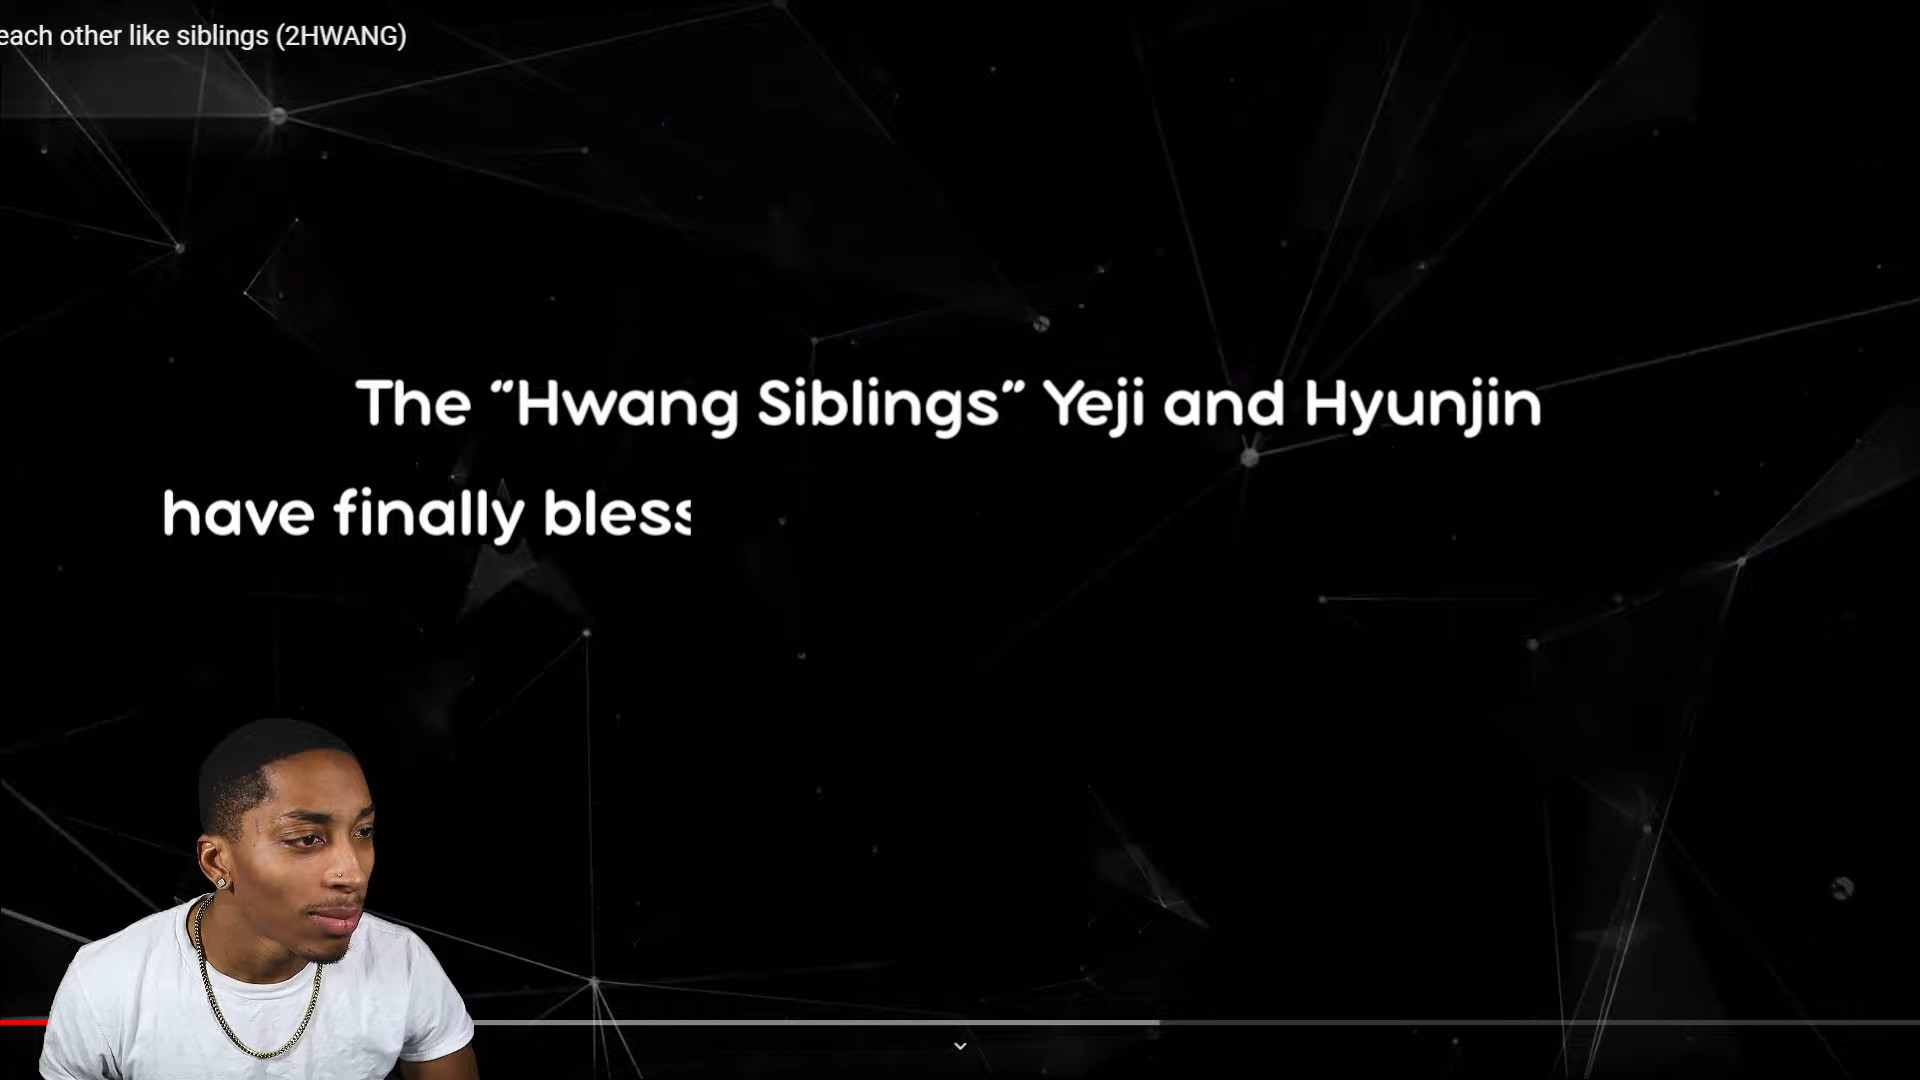 each other like siblings (2HWANG)
The “Hwang Siblings” Yeji and Hyunjin
have finally bless